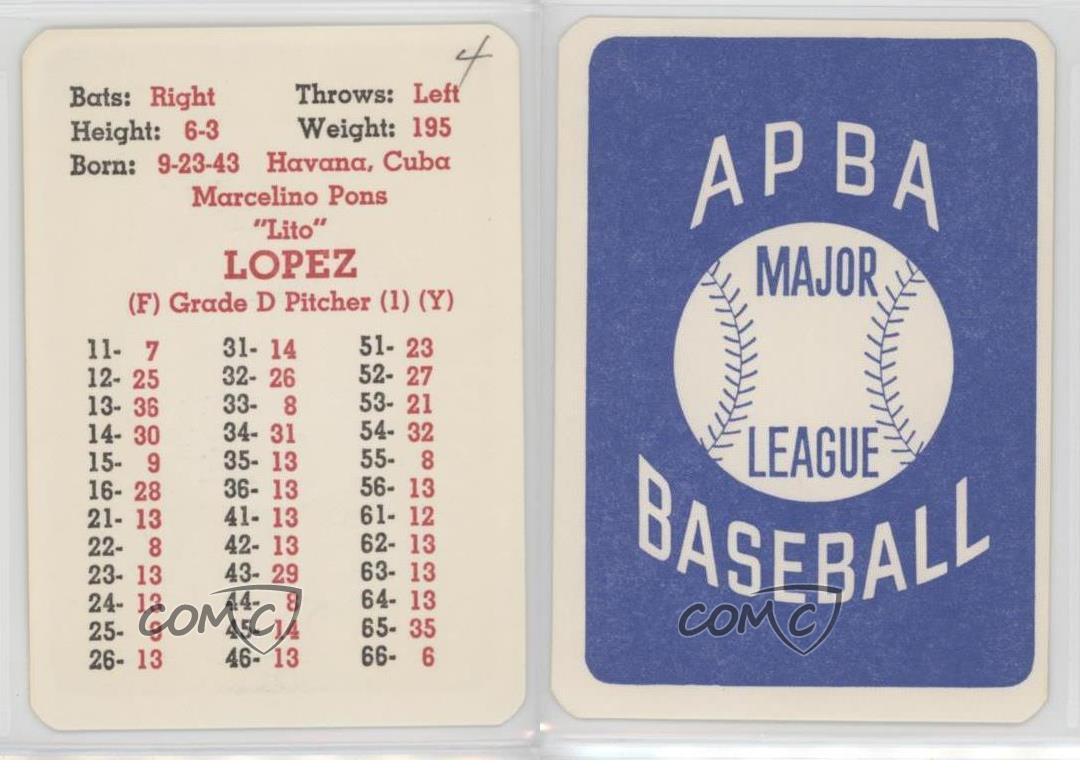 4
Bats: Right Throws: Left
Height: 6-3 Weight: 195
Born: 9-23-43 Havana, Cuba
Marcelino Pons
"Lito"
LOPEZ
(F) Grade D Pitcher (1) (Y)
11- 7 31- 14 51- 23
12- 25 32- 26 52- 27
13- 36 33- 8 53- 21
14- 30 34- 31 54- 32
15- 9 35- 13 55- 8
16- 28 36- 13 56- 13
21- 13 41- 13 61- 12
22- 8 42- 13 62- 13
23- 13 43- 29 63- 13
24- 44- 8 64- 13
25- 45- 14 65- 35
26- 13 46- 13 66- 6
COMC
APBA
MAJOR
LEAGUE
BASEBALL
COMC